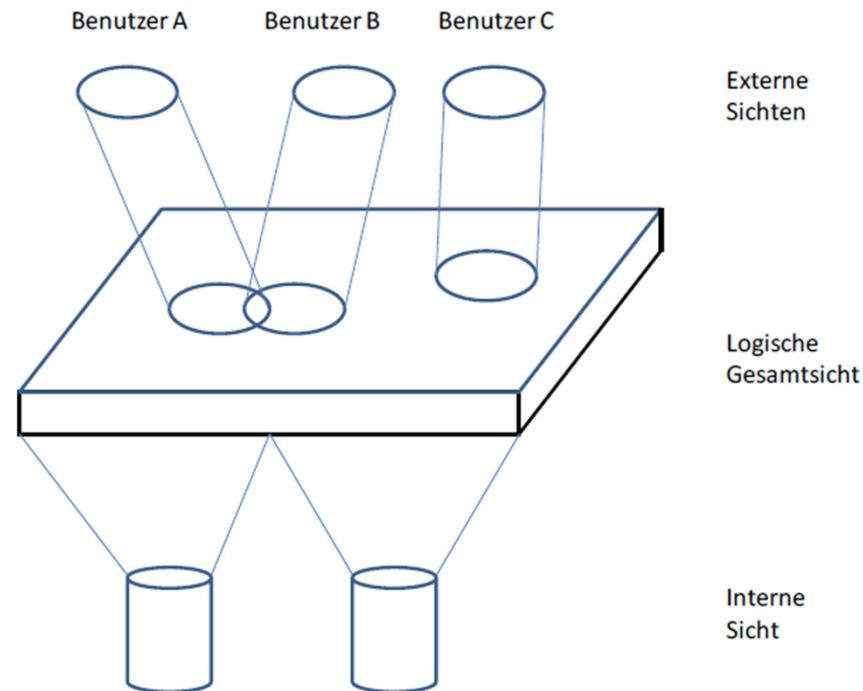 Benutzer A
Benutzer B
Benutzer C
Externe
Sichten
Logische
Gesamtsicht
Interne
Sicht